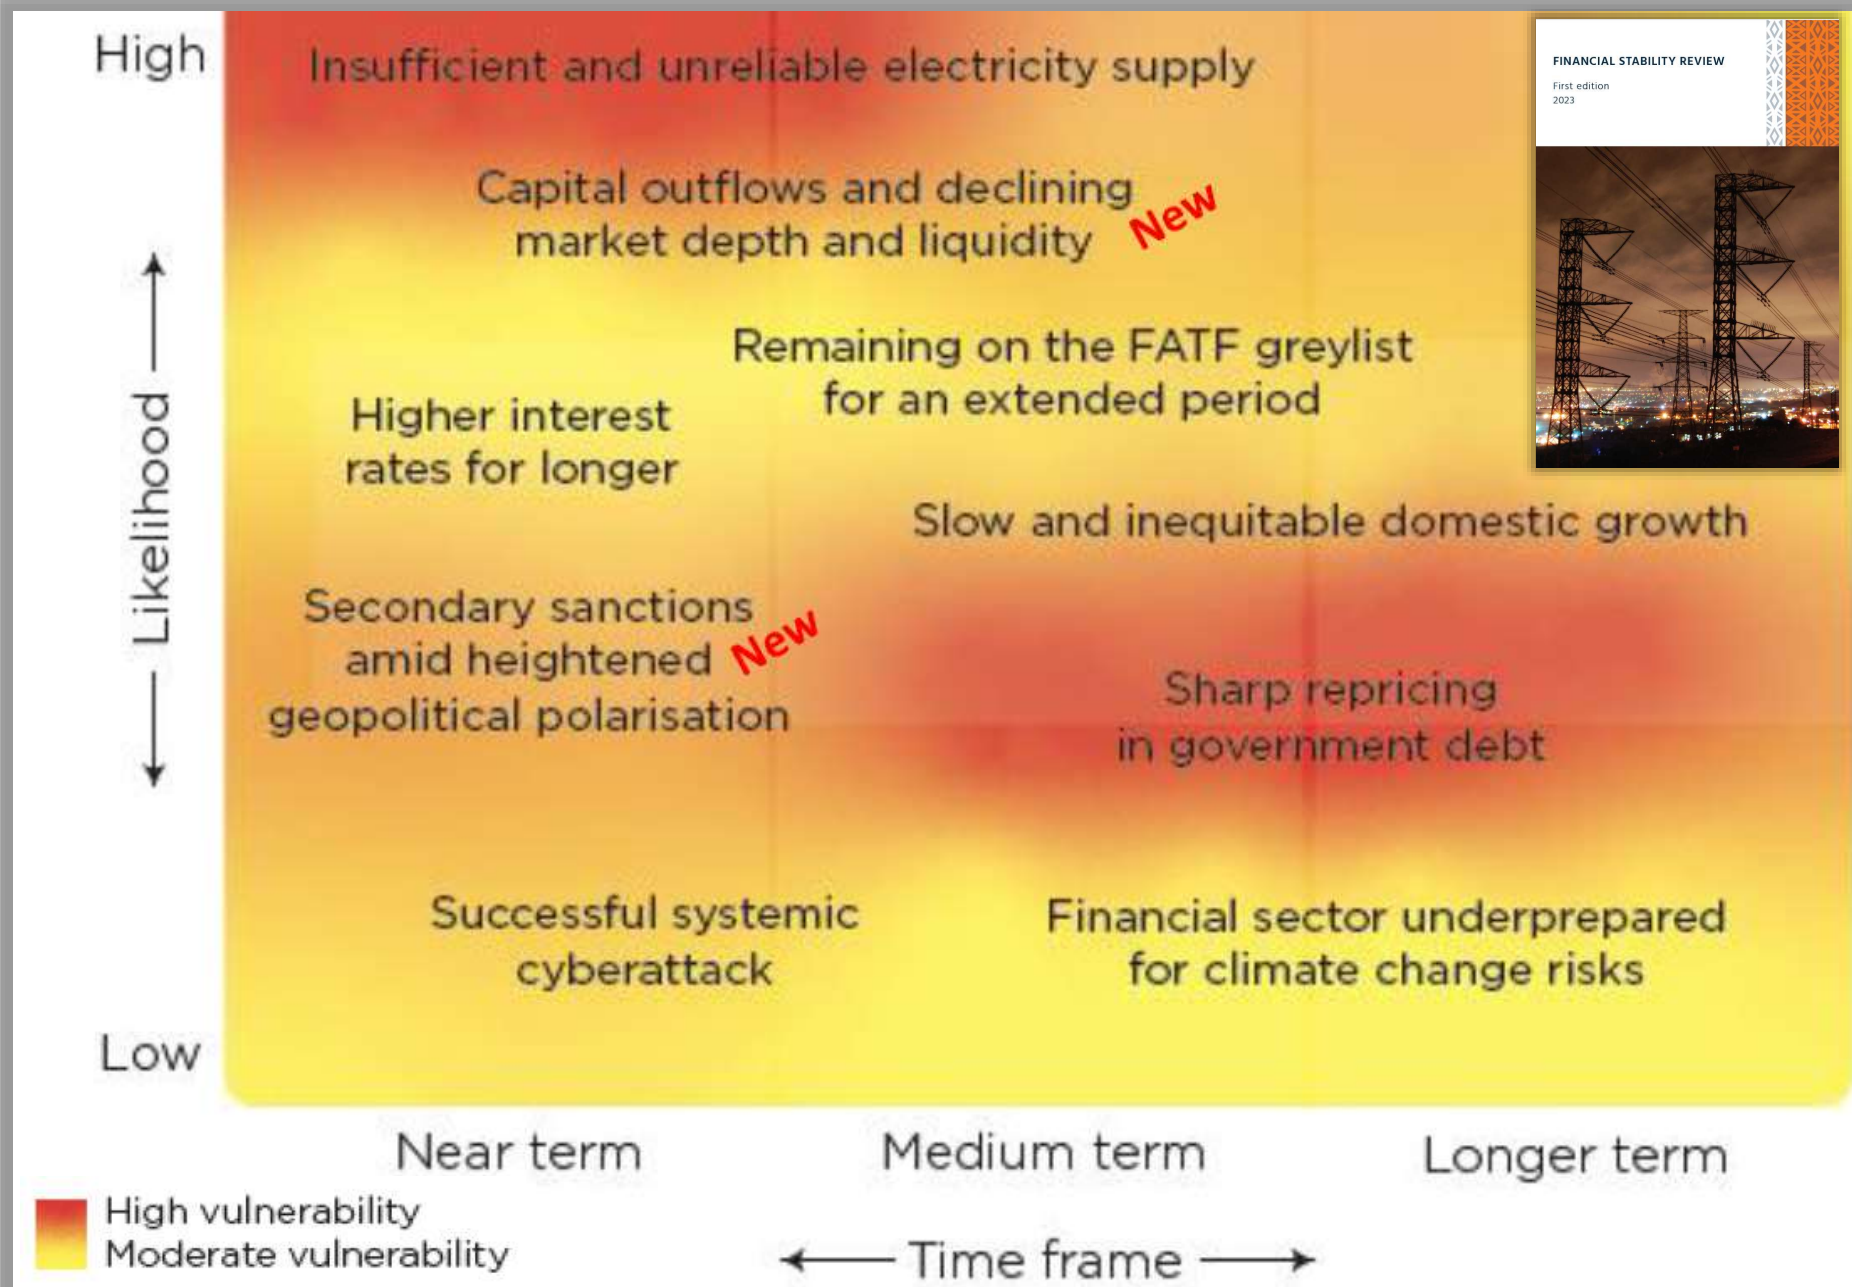 High
Insufficient and unreliable electricity supply
FINANCIAL STABILITY REVIEW
First edition
2023
Capital outflows and declining
market depth and liquidity
New
Remaining on the FATF greylist
for an extended period
Higher interest
rates for longer
Likelihood
Slow and inequitable domestic growth
Secondary sanctions
amid heightened
geopolitical polarisation
New
Sharp repricing
in government debt
Successful systemic
cyberattack
Financial sector underprepared
for climate change risks
Low
Near term
Medium term
Longer term
High vulnerability
Moderate vulnerability
Time frame